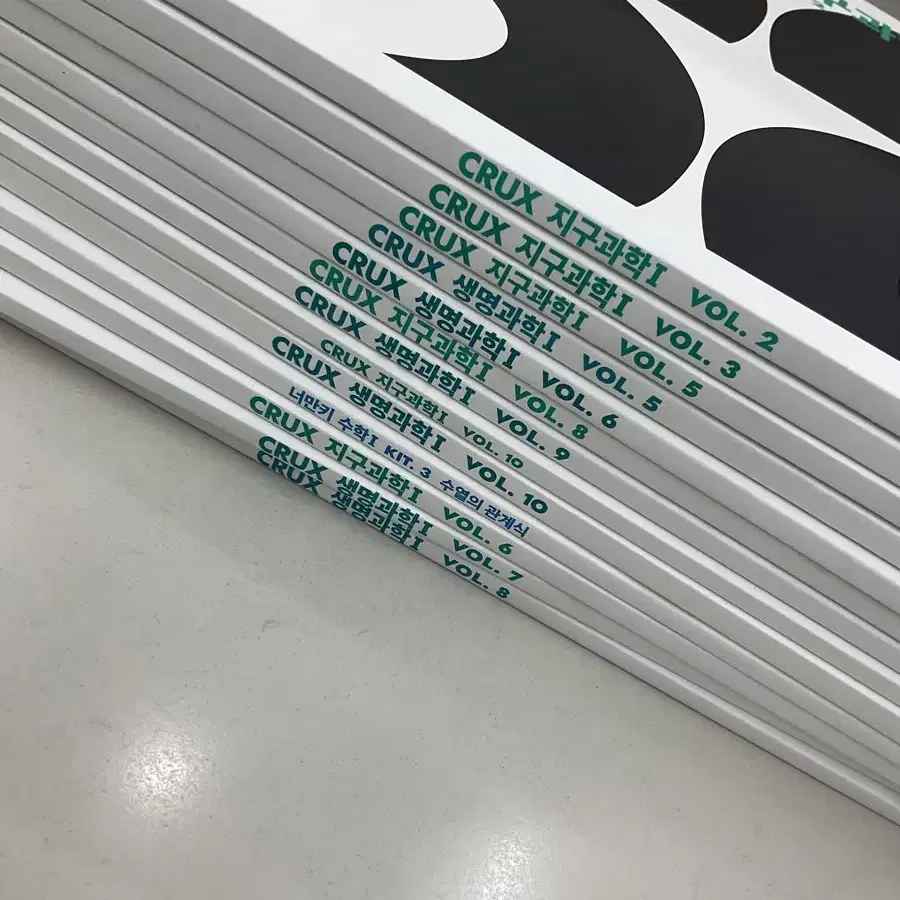 CRUX 지구과학I VOL. 2
CRUX 지구과학I VOL. 3
CRUX 지구과학I VOL. 5
CRUX 생명과학I VOL. 5
CRUX 생명과학I VOL. 6
CRUX 지구과학I VOL. 8
CRUX 생명과학I VOL. 9
CRUX 지구과학I VOL. 10
CRUX 생명과학I VOL. 10
너만키 수학I KIT. 3 수열의 관계식
CRUX 지구과학I VOL. 6
CRUX 생명과학I VOL. 7
CRUX 생명과학I VOL. 8